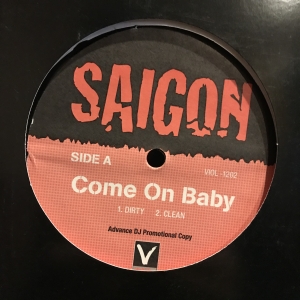 SAIGON
SIDE A
VIOL-1202
Come On Baby
1. DIRTY 2. CLEAN
Advance DJ Promotional Copy
V